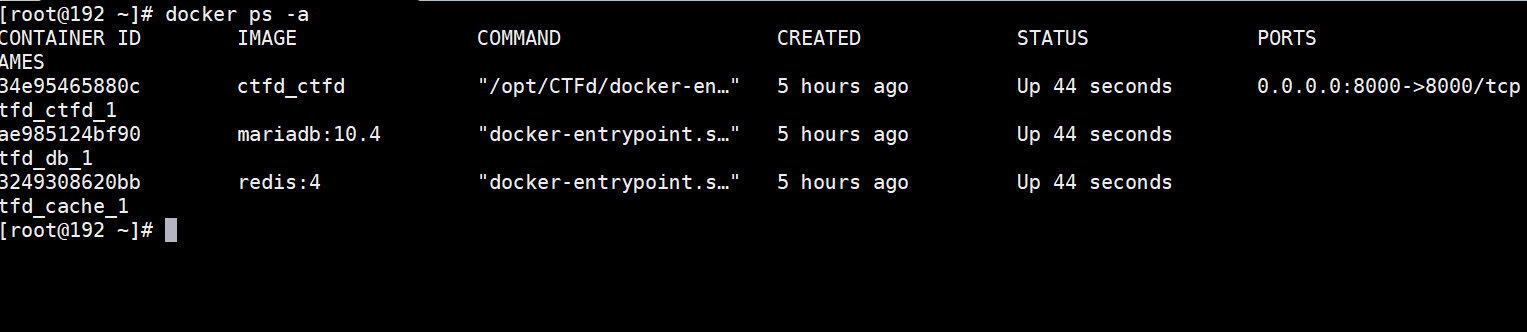 [root@192 ~]# docker ps -a
CONTAINER ID        IMAGE               COMMAND                  CREATED             STATUS              PORTS
AMES
34e95465880c        ctfd_ctfd           "/opt/CTFd/docker-en…"   5 hours ago         Up 44 seconds       0.0.0.0:8000->8000/tcp
tfd_ctfd_1
ae985124bf90        mariadb:10.4        "docker-entrypoint.s…"   5 hours ago         Up 44 seconds
tfd_db_1
3249308620bb        redis:4             "docker-entrypoint.s…"   5 hours ago         Up 44 seconds
tfd_cache_1
[root@192 ~]#